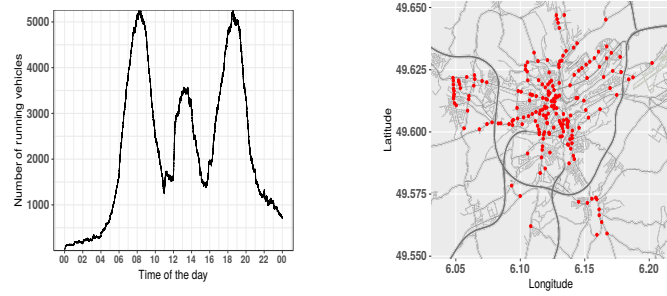 5000
4000
3000
2000
1000
Number of running vehicles
00 02 04 06 08 10 12 14 16 18 20 22 00
Time of the day
49.650
49.625
49.600
49.575
49.550
Latitude
6.05 6.10 6.15 6.20
Longitude